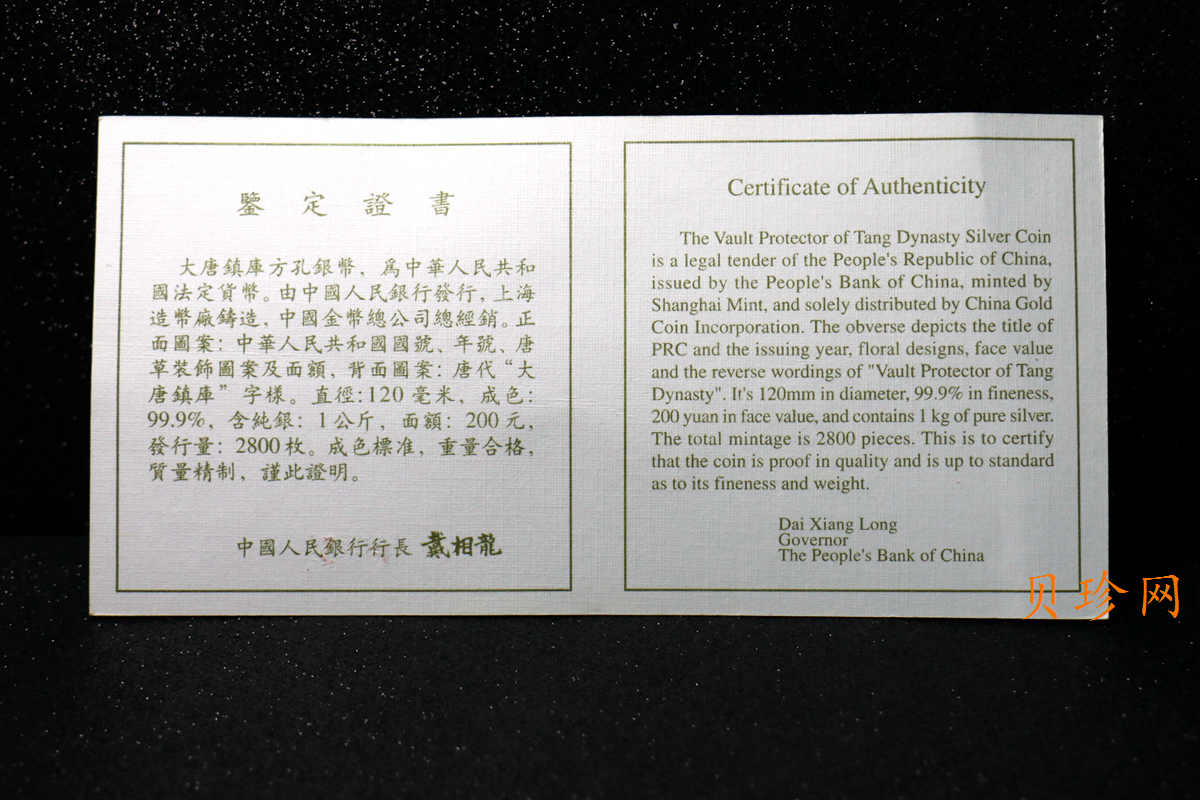 鑒定證書
大唐鎮庫方孔銀幣，爲中華人民共和
國法定貨幣。由中國人民銀行發行，上海
造幣廠鑄造，中國金幣總公司總經銷。正
面圖案：中華人民共和國國號、年號、唐
草裝飾圖案及面額，背面圖案：唐代“大
唐鎮庫”字樣。直徑：120毫米、成色：
99.9%，含純銀：1公斤，面額：200元，
發行量：2800枚。成色標准，重量合格，
質量精制，謹此證明。
中國人民銀行行長 戴相龍
Certificate of Authenticity
The Vault Protector of Tang Dynasty Silver Coin
is a legal tender of the People's Republic of China,
issued by the People's Bank of China, minted by
Shanghai Mint, and solely distributed by China Gold
Coin Incorporation. The obverse depicts the title of
PRC and the issuing year, floral designs, face value
and the reverse wordings of "Vault Protector of Tang
Dynasty". It's 120mm in diameter, 99.9% in fineness,
200 yuan in face value, and contains 1 kg of pure silver.
The total mintage is 2800 pieces. This is to certify
that the coin is proof in quality and is up to standard
as to its fineness and weight.
Dai Xiang Long
Governor
The People's Bank of China
贝珍网